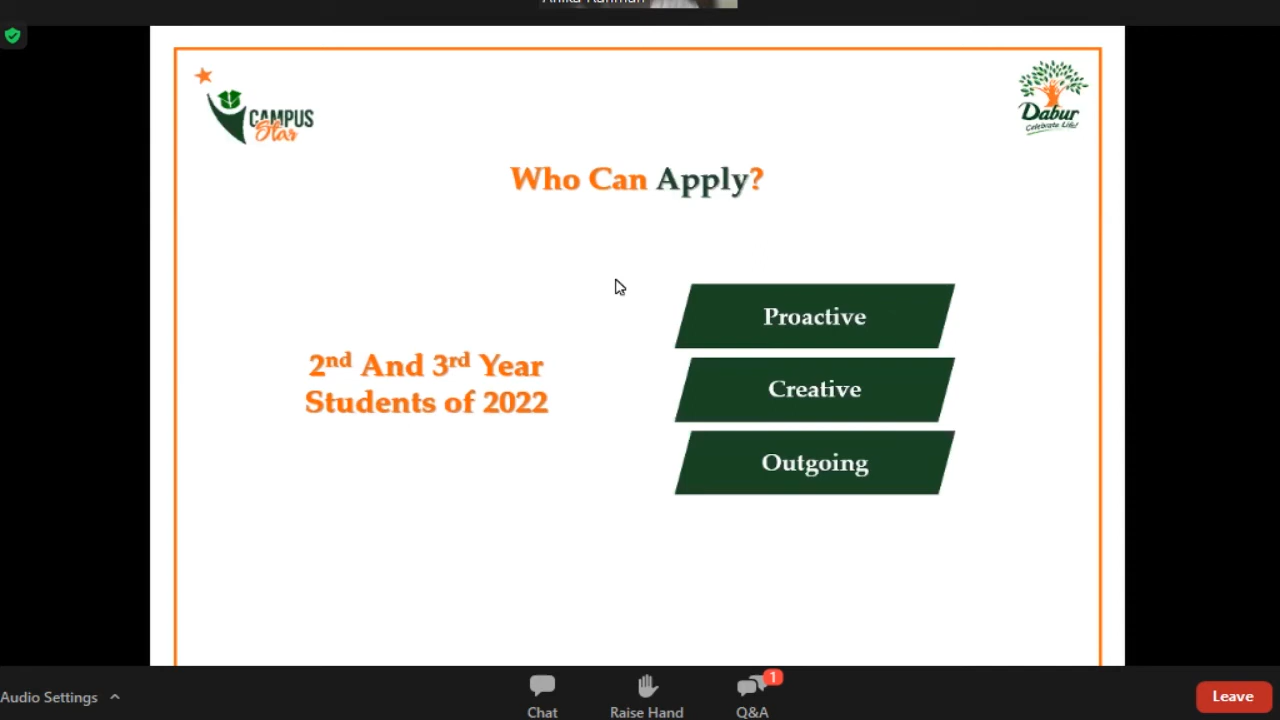 CAMPUS
Star
Dabur
Celebrate Life!
Who Can Apply?
2nd And 3rd Year
Students of 2022
Proactive
Creative
Outgoing
Audio Settings
Chat
Raise Hand
1
Q&A
Leave